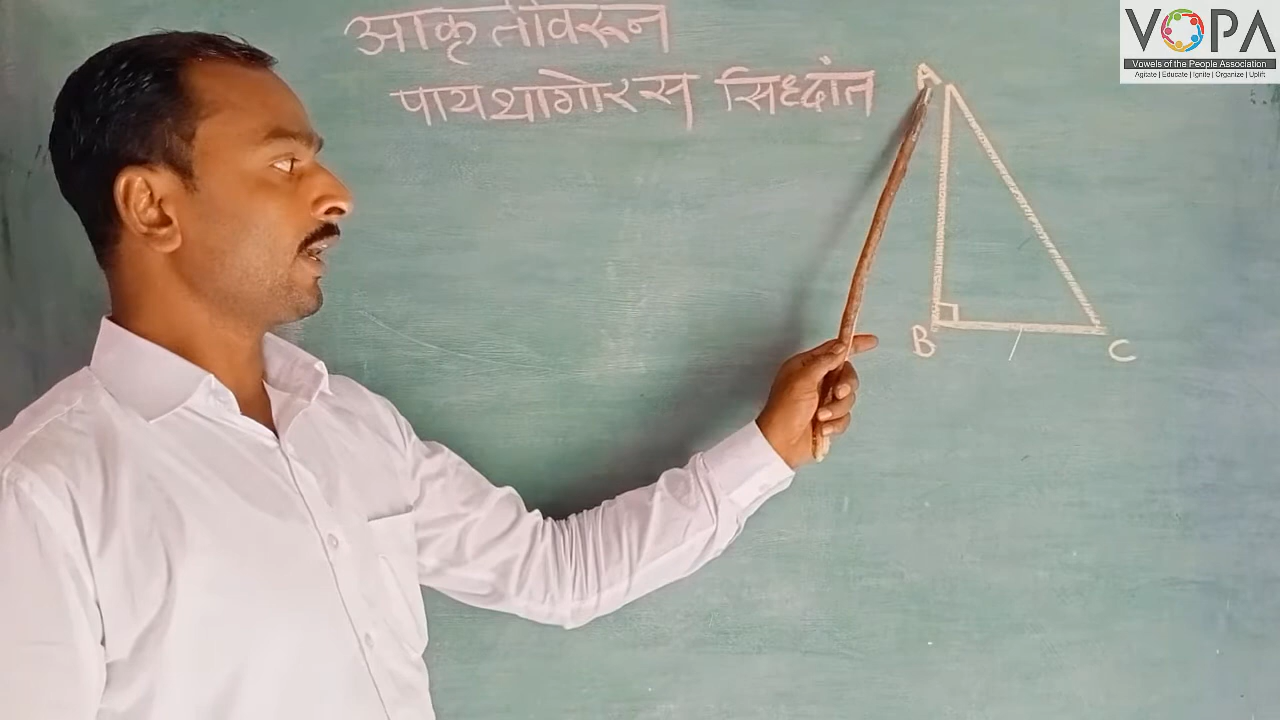 आकृतीवरून
पायथागोरस सिध्दांत
A
B
C
VOPA
Vowels of the People Association
Agitate | Educate | Ignite | Organize | Uplift